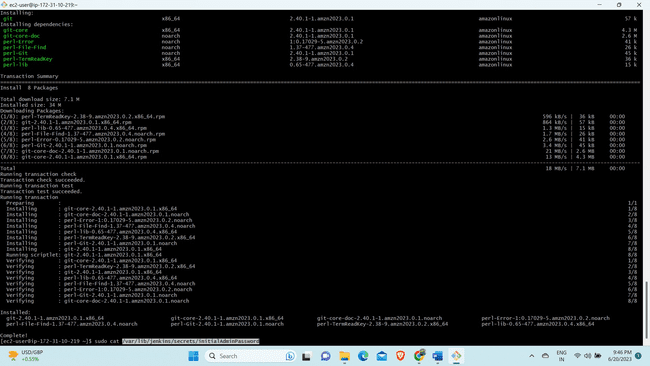 ec2-user@ip-172-31-10-219:~
Installing:
git x86_64 2.40.1-1.amzn2023.0.1 amazonlinux 57 k
Installing dependencies:
git-core x86_64 2.40.1-1.amzn2023.0.1 amazonlinux 4.3 M
git-core-doc noarch 2.40.1-1.amzn2023.0.1 amazonlinux 2.6 M
perl-Error noarch 1:0.17029-5.amzn2023.0.2 amazonlinux 41 k
perl-File-Find noarch 1.37-477.amzn2023.0.4 amazonlinux 26 k
perl-Git noarch 2.40.1-1.amzn2023.0.1 amazonlinux 45 k
perl-TermReadKey x86_64 2.38-9.amzn2023.0.2 amazonlinux 36 k
perl-lib x86_64 0.65-477.amzn2023.0.4 amazonlinux 15 k
Transaction Summary
Install 8 Packages
Total download size: 7.1 M
Installed size: 34 M
Downloading Packages:
(1/8): perl-TermReadKey-2.38-9.amzn2023.0.2.x86_64.rpm 596 kB/s | 36 kB 00:00
(2/8): git-2.40.1-1.amzn2023.0.1.x86_64.rpm 864 kB/s | 57 kB 00:00
(3/8): perl-lib-0.65-477.amzn2023.0.4.x86_64.rpm 1.3 MB/s | 15 kB 00:00
(4/8): perl-File-Find-1.37-477.amzn2023.0.4.noarch.rpm 1.7 MB/s | 26 kB 00:00
(5/8): perl-Error-0.17029-5.amzn2023.0.2.noarch.rpm 2.6 MB/s | 41 kB 00:00
(6/8): perl-Git-2.40.1-1.amzn2023.0.1.noarch.rpm 3.4 MB/s | 45 kB 00:00
(7/8): git-core-doc-2.40.1-1.amzn2023.0.1.noarch.rpm 21 MB/s | 2.6 MB 00:00
(8/8): git-core-2.40.1-1.amzn2023.0.1.x86_64.rpm 13 MB/s | 4.3 MB 00:00
Total 18 MB/s | 7.1 MB 00:00
Running transaction check
Transaction check succeeded.
Running transaction test
Transaction test succeeded.
Running transaction
Preparing : 1/1
Installing : git-core-2.40.1-1.amzn2023.0.1.x86_64 1/8
Installing : git-core-doc-2.40.1-1.amzn2023.0.1.noarch 2/8
Installing : perl-Error-1:0.17029-5.amzn2023.0.2.noarch 3/8
Installing : perl-File-Find-1.37-477.amzn2023.0.4.noarch 4/8
Installing : perl-lib-0.65-477.amzn2023.0.4.x86_64 5/8
Installing : perl-TermReadKey-2.38-9.amzn2023.0.2.x86_64 6/8
Installing : perl-Git-2.40.1-1.amzn2023.0.1.noarch 7/8
Installing : git-2.40.1-1.amzn2023.0.1.x86_64 8/8
Running scriptlet: git-2.40.1-1.amzn2023.0.1.x86_64 8/8
Verifying : git-core-2.40.1-1.amzn2023.0.1.x86_64 1/8
Verifying : perl-TermReadKey-2.38-9.amzn2023.0.2.x86_64 2/8
Verifying : git-2.40.1-1.amzn2023.0.1.x86_64 3/8
Verifying : perl-lib-0.65-477.amzn2023.0.4.x86_64 4/8
Verifying : perl-File-Find-1.37-477.amzn2023.0.4.noarch 5/8
Verifying : perl-Error-1:0.17029-5.amzn2023.0.2.noarch 6/8
Verifying : perl-Git-2.40.1-1.amzn2023.0.1.noarch 7/8
Verifying : git-core-doc-2.40.1-1.amzn2023.0.1.noarch 8/8
Installed:
git-2.40.1-1.amzn2023.0.1.x86_64 git-core-2.40.1-1.amzn2023.0.1.x86_64 git-core-doc-2.40.1-1.amzn2023.0.1.noarch perl-Error-1:0.17029-5.amzn2023.0.2.noarch
perl-File-Find-1.37-477.amzn2023.0.4.noarch perl-Git-2.40.1-1.amzn2023.0.1.noarch perl-TermReadKey-2.38-9.amzn2023.0.2.x86_64 perl-lib-0.65-477.amzn2023.0.4.x86_64
Complete!
[ec2-user@ip-172-31-10-219 ~]$ sudo cat /var/lib/jenkins/secrets/initialAdminPassword
USD/GBP
+0.55%
Search
ENG
IN
9:46 PM
6/20/2023